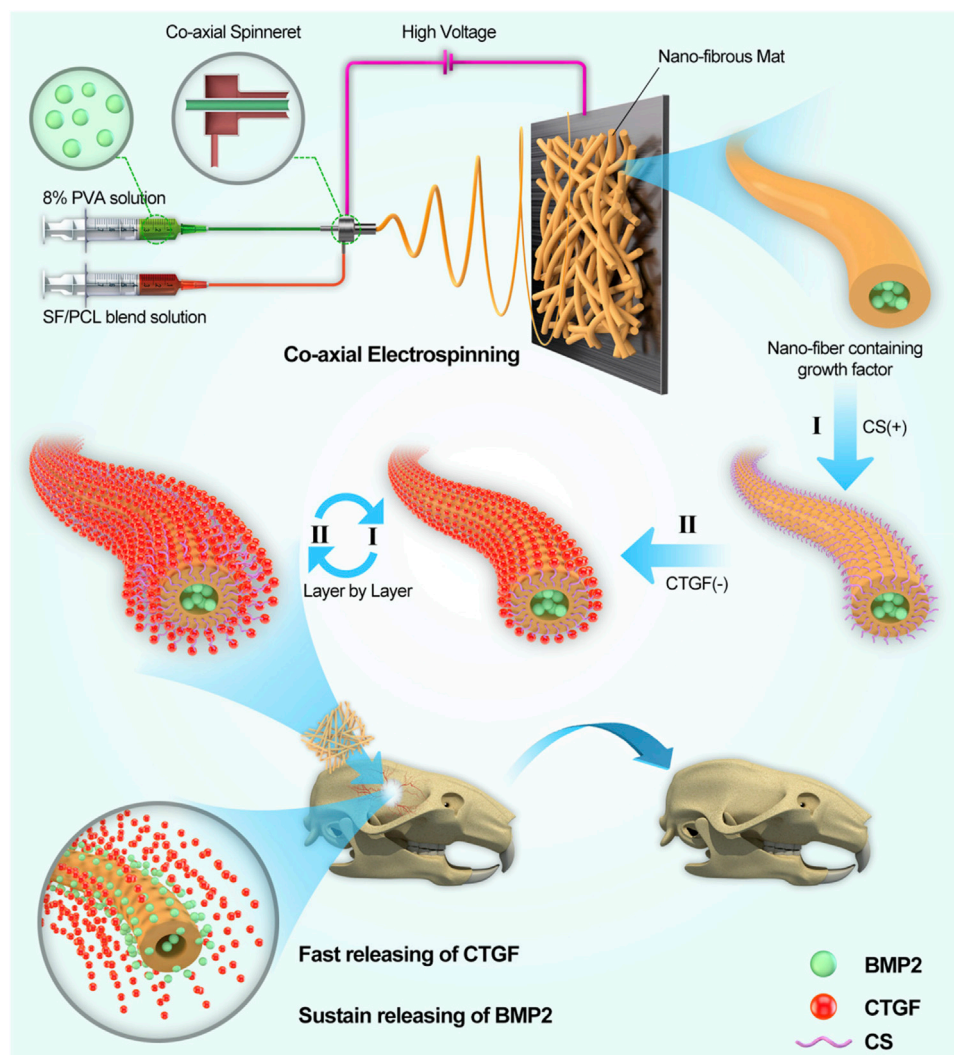 Co-axial Spinneret
High Voltage
Nano-fibrous Mat
8% PVA solution
SF/PCL blend solution
Co-axial Electrospinning
Nano-fiber containing
growth factor
I
CS(+)
II
CTGF(-)
II
I
Layer by Layer
Fast releasing of CTGF
Sustain releasing of BMP2
BMP2
CTGF
CS